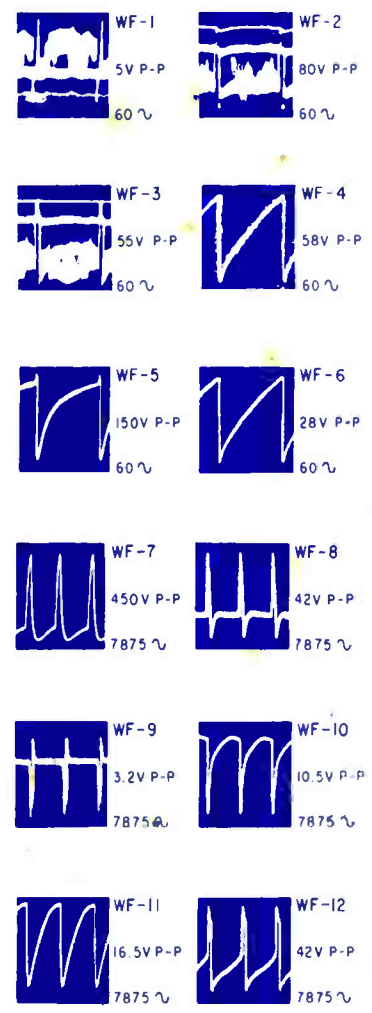 WF-1
5V P-P
60 ∿
WF-2
80V P-P
60 ∿
WF-3
55V P-P
60 ∿
WF-4
58V P-P
60 ∿
WF-5
150V P-P
60 ∿
WF-6
28V P-P
60 ∿
WF-7
450V P-P
7875 ∿
WF-8
42V P-P
7875 ∿
WF-9
3.2V P-P
7875 ∿
WF-10
10.5V P-P
7875 ∿
WF-11
16.5V P-P
7875 ∿
WF-12
42V P-P
7875 ∿